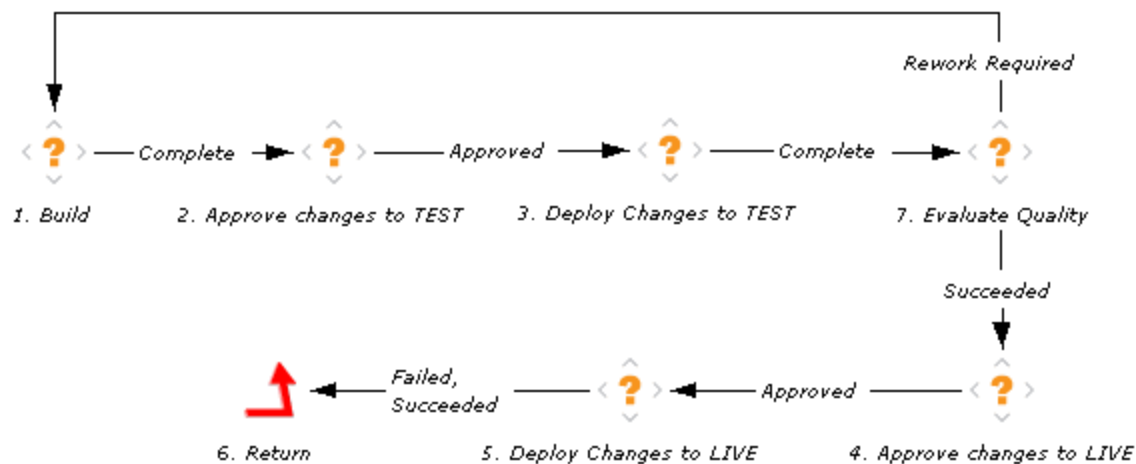 Rework Required
Complete
Approved
Complete
1. Build
2. Approve changes to TEST
3. Deploy Changes to TEST
7. Evaluate Quality
Succeeded
Failed,
Succeeded
Approved
6. Return
5. Deploy Changes to LIVE
4. Approve changes to LIVE